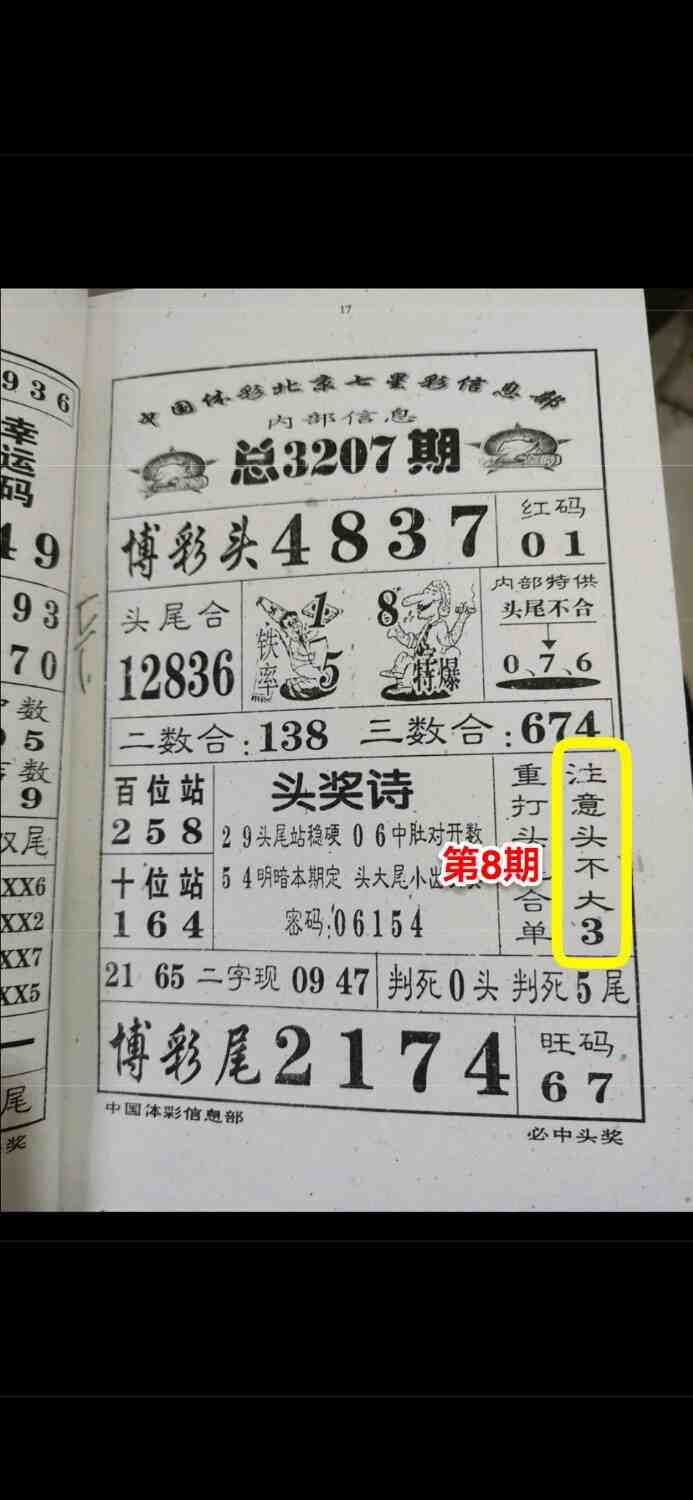 17
中国体彩北京七星彩信息部
内部信息
总3207期
博彩头4837
红码
01
头尾合
12836
铁率
1
5
8
特爆
内部特供
头尾不合
0、7、6
二数合:138 三数合:674
百位站
258
十位站
164
头奖诗
29头尾站稳硬 06中肚对开数
54明暗本期定 头大尾小出
密码:06154
第8期
重打头 合单
注意头不大3
21 65 二字现 09 47
判死0头 判死5尾
博彩尾2174
旺码
67
中国体彩信息部
必中头奖
936
幸运码
49
93
70
数
5
数
9
双尾
XX6
XX2
XX7
XX5
尾
奖